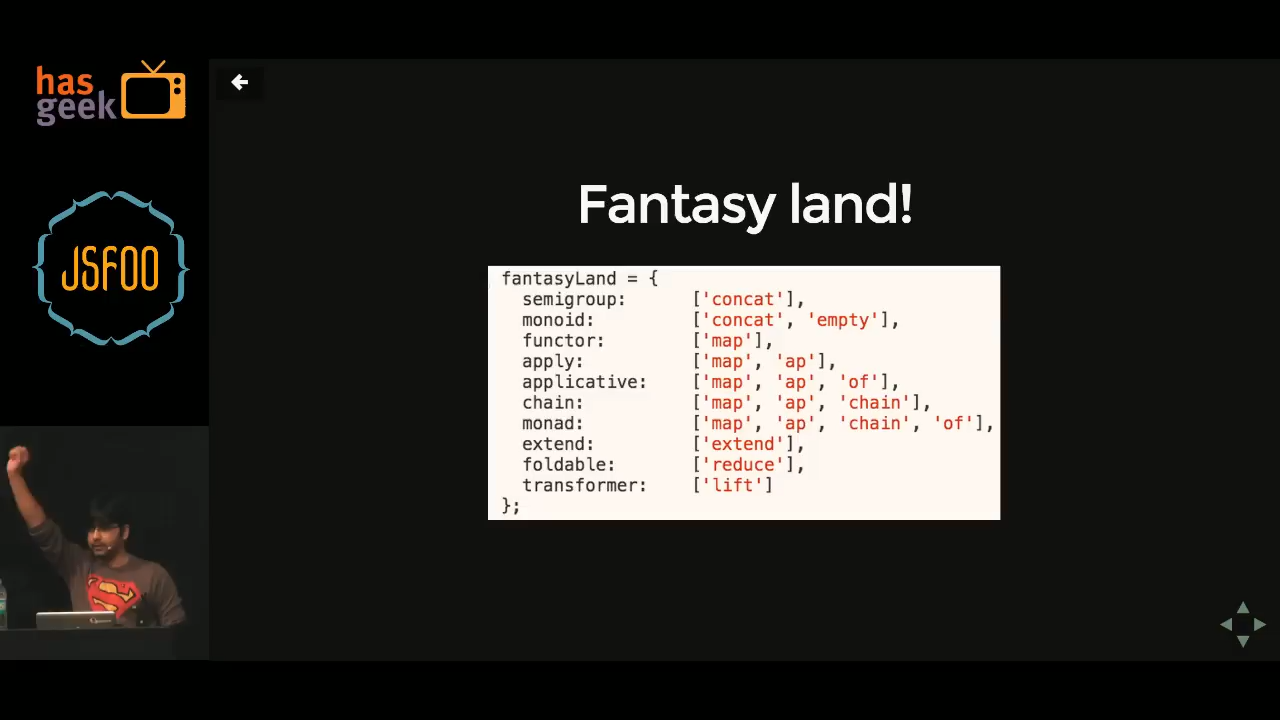 has
geek
JSFOO
Fantasy land!
fantasyLand = {
semigroup: ['concat'],
monoid: ['concat', 'empty'],
functor: ['map'],
apply: ['map', 'ap'],
applicative: ['map', 'ap', 'of'],
chain: ['map', 'ap', 'chain'],
monad: ['map', 'ap', 'chain', 'of'],
extend: ['extend'],
foldable: ['reduce'],
transformer: ['lift']
};